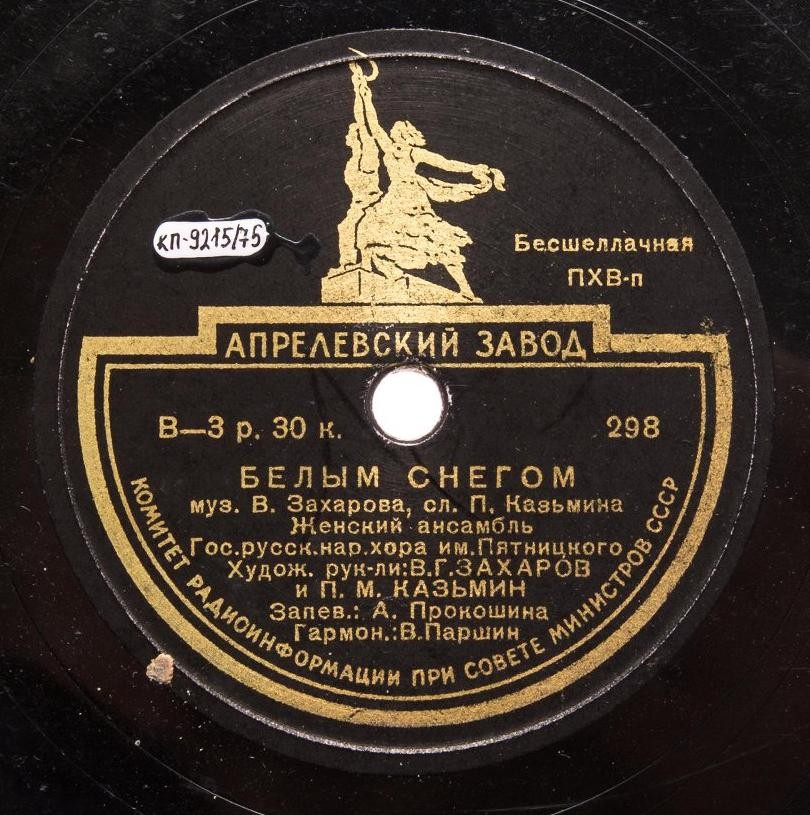 кп-9215/75
Бесшеллачная
ПХВ-п
АПРЕЛЕВСКИЙ ЗАВОД
В—3 р. 30 к.
298
БЕЛЫМ СНЕГОМ
муз. В. Захарова, сл. П. Казьмина
Женский ансамбль
Гос.русск.нар.хора им.Пятницкого
Худож. рук-ли:В.Г.ЗАХАРОВ
и П. М. КАЗЬМИН
Запев.: А. Прокошина
Гармон.:В.Паршин
КОМИТЕТ РАДИОИНФОРМАЦИИ ПРИ СОВЕТЕ МИНИСТРОВ СССР